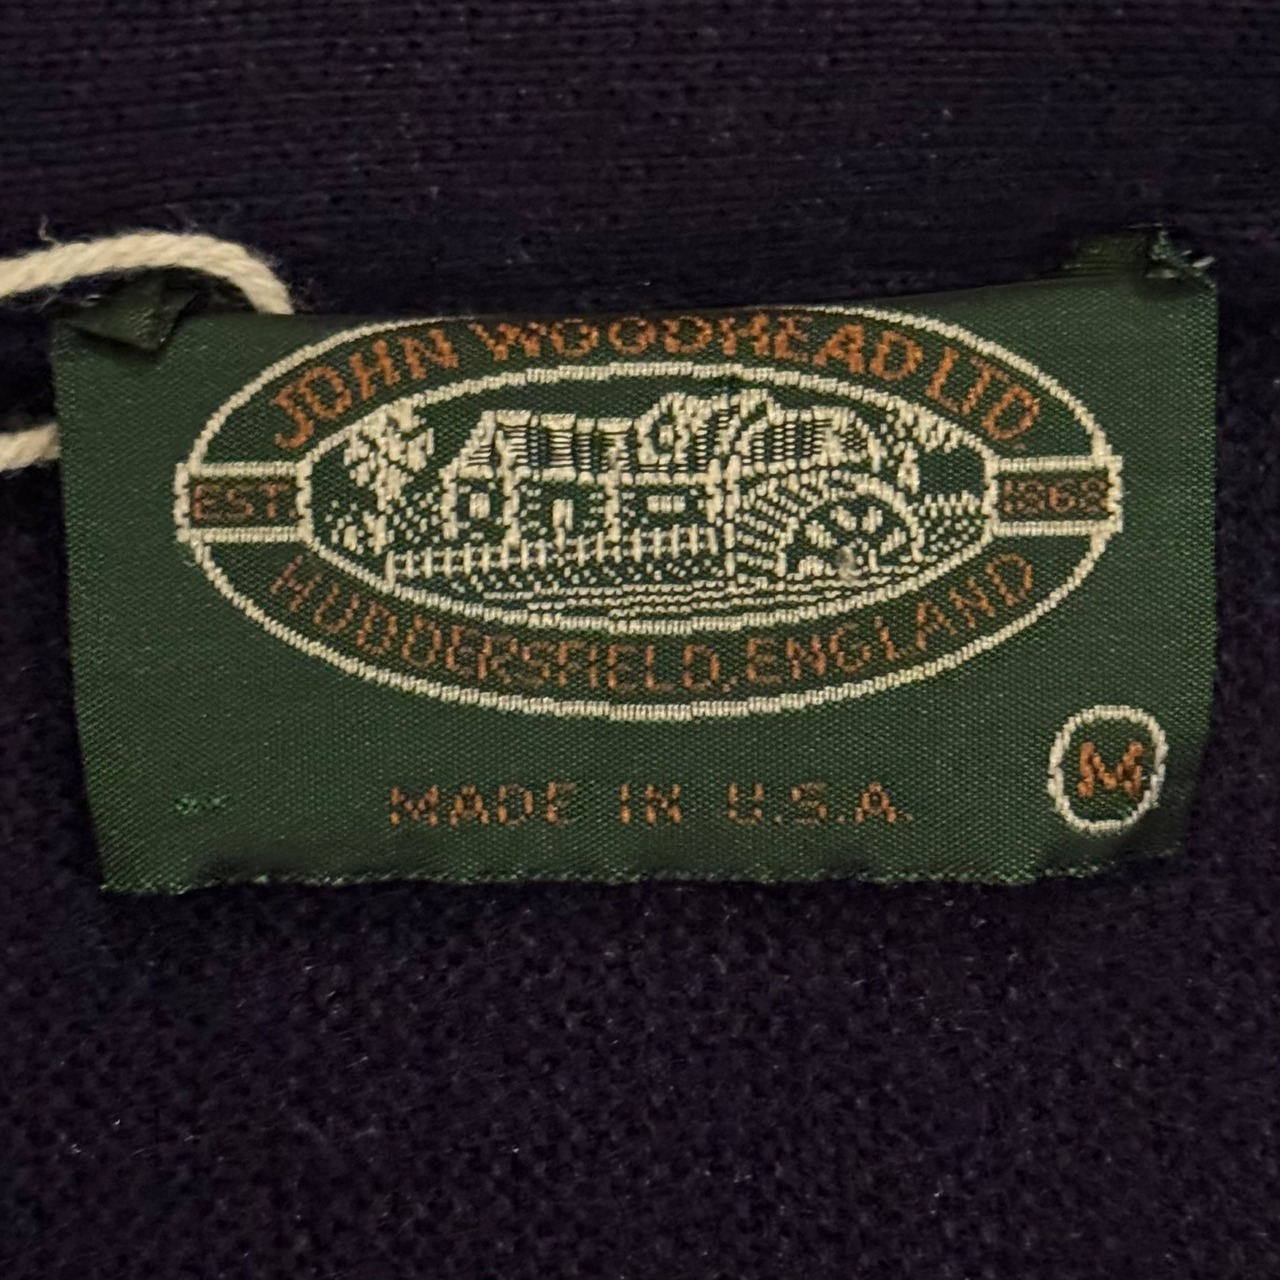 JOHN WOODHEAD LTD
EST. 1868
HUDDERSFIELD, ENGLAND
M
MADE IN U.S.A.